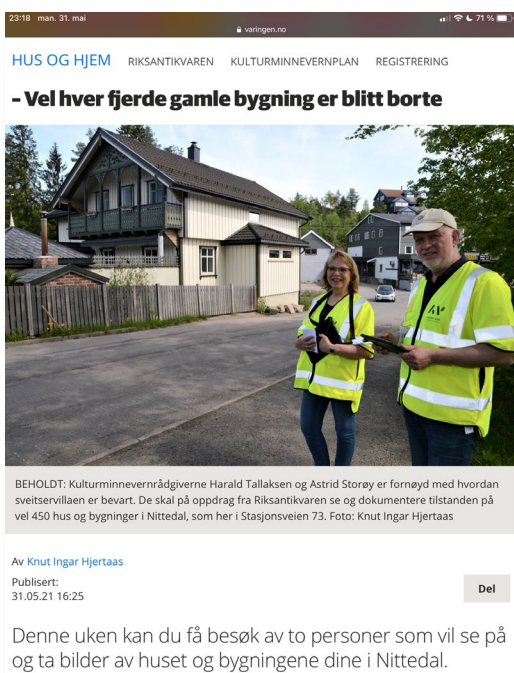 23:18 man. 31. mai
71 %
varingen.no
HUS OG HJEM RIKSANTIKVAREN KULTURMINNEVERNPLAN REGISTRERING
– Vel hver fjerde gamle bygning er blitt borte
BEHOLDT: Kulturminnevernrådgiverne Harald Tallaksen og Astrid Storøy er fornøyd med hvordan
sveitservillaen er bevart. De skal på oppdrag fra Riksantikvaren se og dokumentere tilstanden på
vel 450 hus og bygninger i Nittedal, som her i Stasjonsveien 73. Foto: Knut Ingar Hjertaas
Av Knut Ingar Hjertaas
Publisert:
31.05.21 16:25
Del
Denne uken kan du få besøk av to personer som vil se på
og ta bilder av huset og bygningene dine i Nittedal.